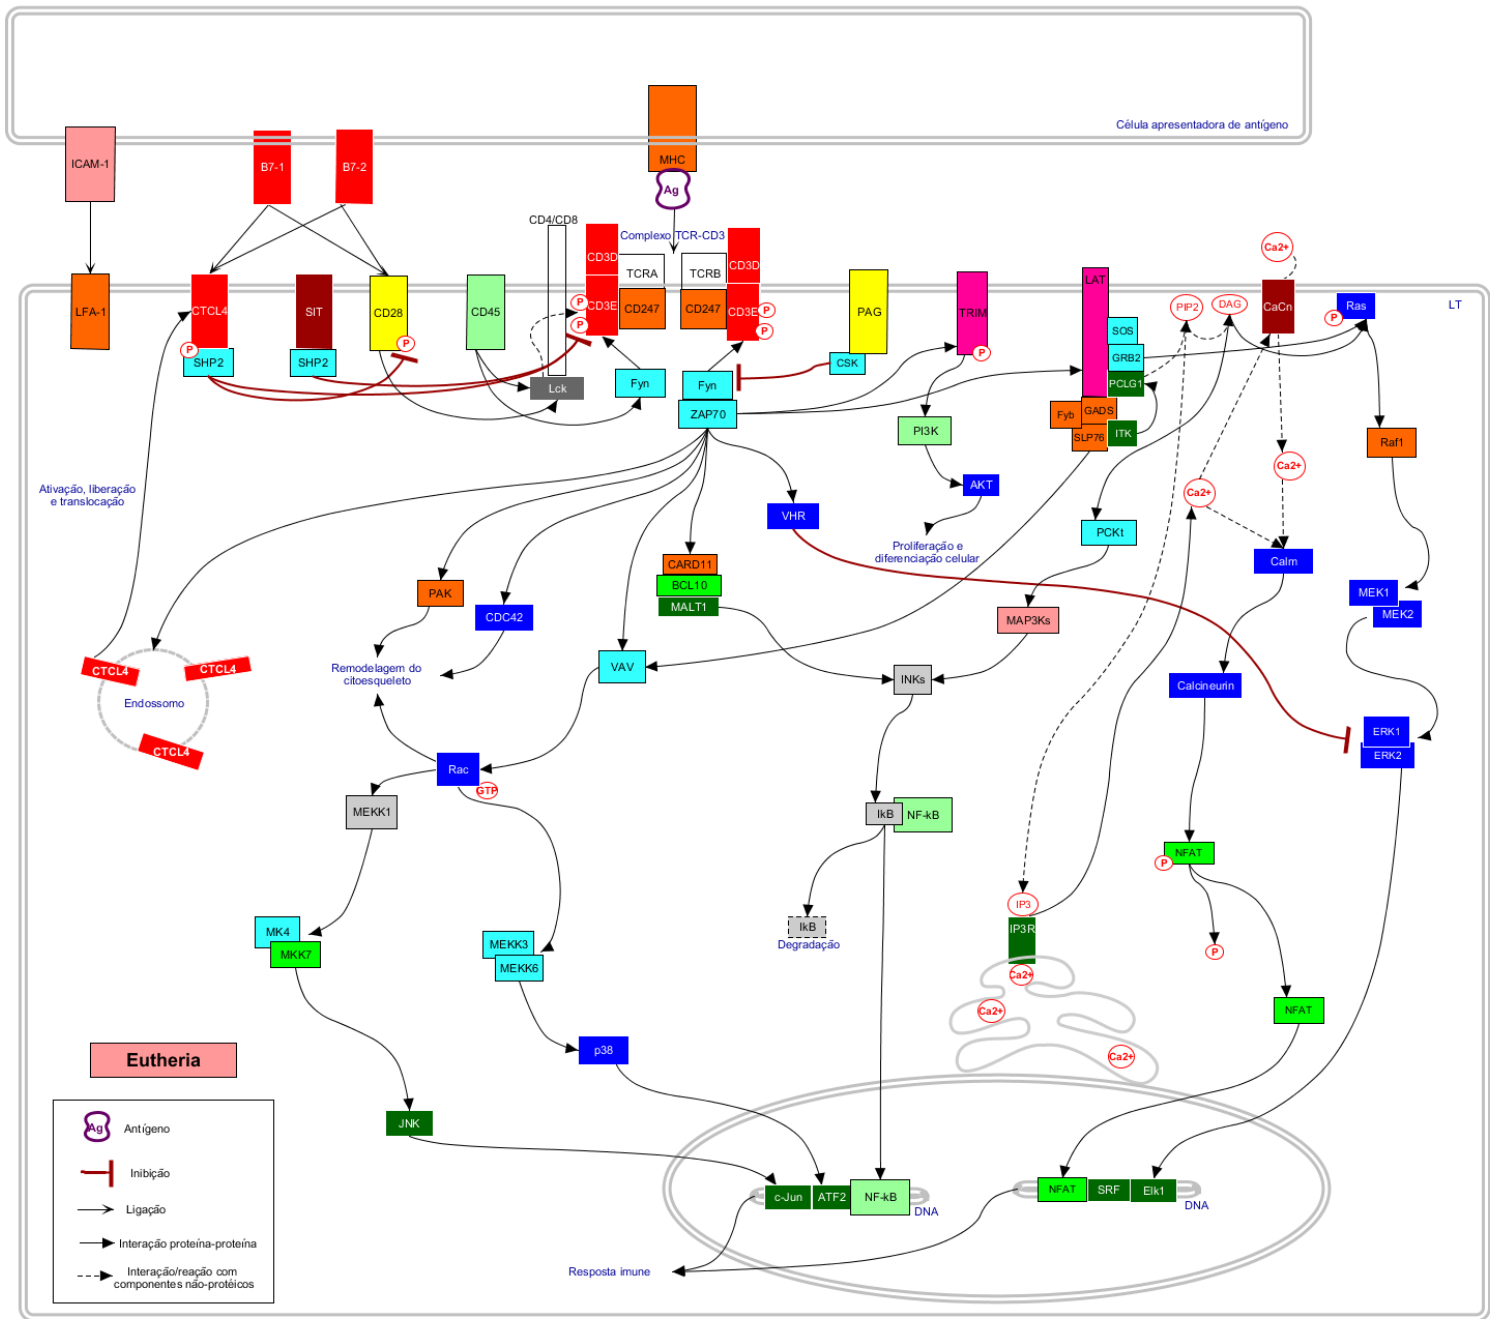 Célula apresentadora de antígeno
ICAM-1
B7-1
B7-2
MHC
Ag
CD4/CD8
Complexo TCR-CD3
CD3D
CD3D
TCRA
TCRB
Ca2+
LFA-1
CTCL4
SIT
CD28
CD45
P
CD3E
P
CD247
CD247
CD3E
P
P
PAG
TRIM
P
LAT
SOS
GRB2
PCLG1
PIP2
DAG
CaCn
Ras
P
LT
P
SHP2
SHP2
P
Lck
Fyn
Fyn
ZAP70
CSK
Fyb
GADS
SLP76
ITK
PI3K
Raf1
AKT
Ca2+
Ca2+
Ativação, liberação
e translocação
VHR
PCKt
Proliferação e
diferenciação celular
Calm
CARD11
BCL10
MALT1
PAK
CDC42
MAP3Ks
MEK1
MEK2
CTCL4
CTCL4
CTCL4
Endossomo
Remodelagem do
citoesqueleto
VAV
INKs
Calcineurin
ERK1
ERK2
Rac
GTP
MEKK1
IkB
NF-kB
NFAT
P
P
MK4
MKK7
MEKK3
MEKK6
IkB
Degradação
IP3
IP3R
Ca2+
Ca2+
Ca2+
NFAT
p38
JNK
c-Jun
ATF2
NF-kB
DNA
NFAT
SRF
Elk1
DNA
Resposta imune
Eutheria
Ag
Antígeno
Inibição
Ligação
Interação proteína-proteína
Interação/reação com
componentes não-protéicos